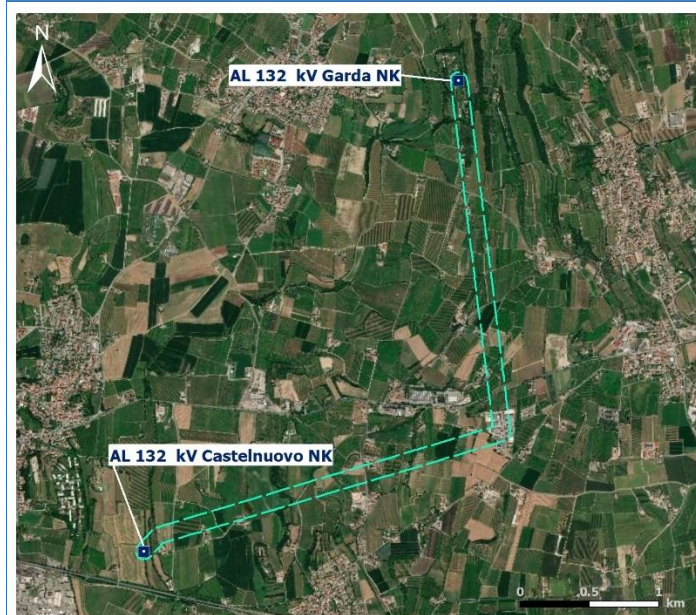 N
AL 132 kV Garda NK
AL 132 kV Castelnuovo NK
0 0.5 1
km